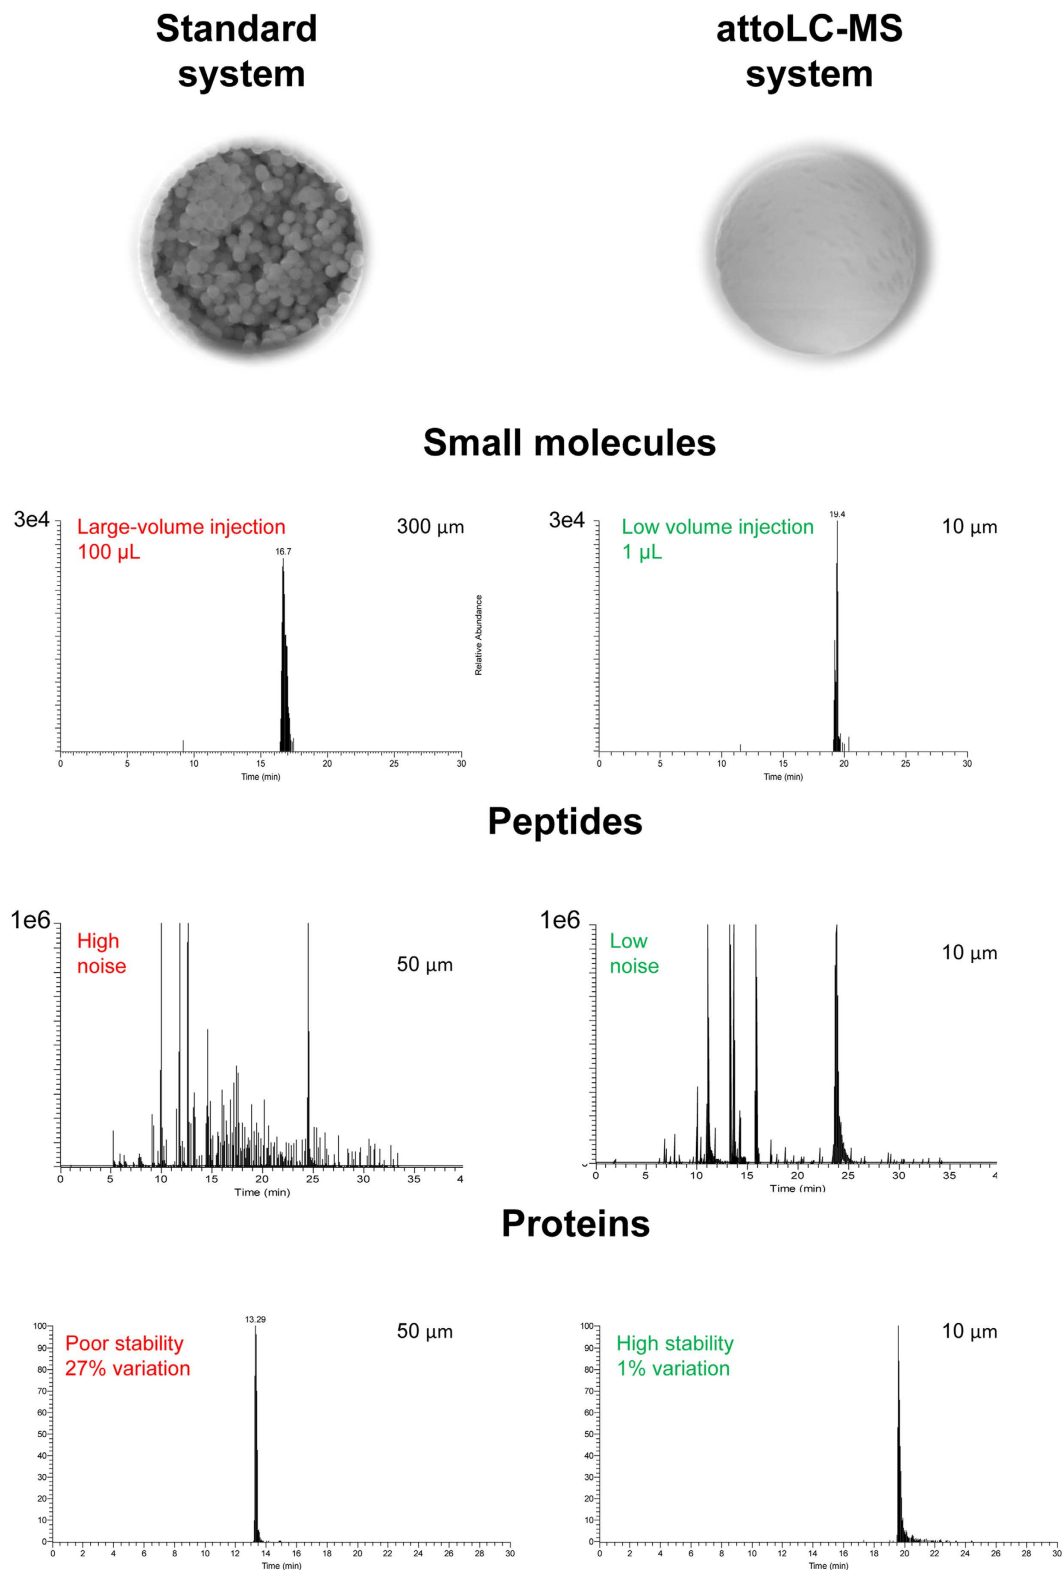 Standard
system
attoLC-MS
system
Small molecules
3e4
Large-volume injection
100 µL
300 µm
16.7
0 5 10 15 20 25 30
Time (min)
Relative Abundance
3e4
Low volume injection
1 µL
10 µm
19.4
0 5 10 15 20 25 30
Time (min)
Peptides
1e6
High
noise
50 µm
0 5 10 15 20 25 30 35 4
Time (min)
1e6
Low
noise
10 µm
0 5 10 15 20 25 30 35 4
Time (min)
Proteins
Poor stability
27% variation
50 µm
13.29
100
90
80
70
60
50
40
30
20
10
0
0 2 4 6 8 10 12 14 16 18 20 22 24 26 28 30
Time (min)
High stability
1% variation
10 µm
100
90
80
70
60
50
40
30
20
10
0
0 2 4 6 8 10 12 14 16 18 20 22 24 26 28 30
Time (min)